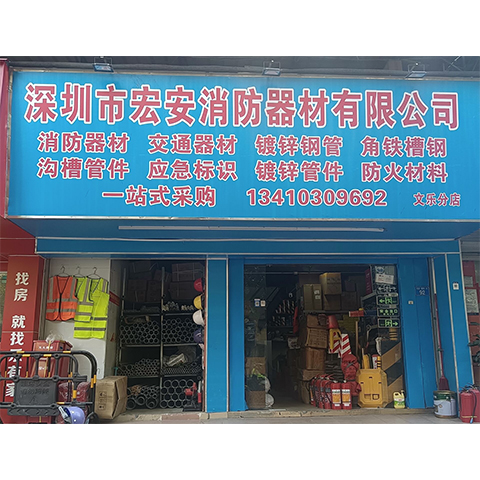 深圳市宏安消防器材有限公司
消防器材 交通器材 镀锌钢管 角铁槽钢
沟槽管件 应急标识 镀锌管件 防火材料
一站式采购 13410309692 文乐分店
找房
就找